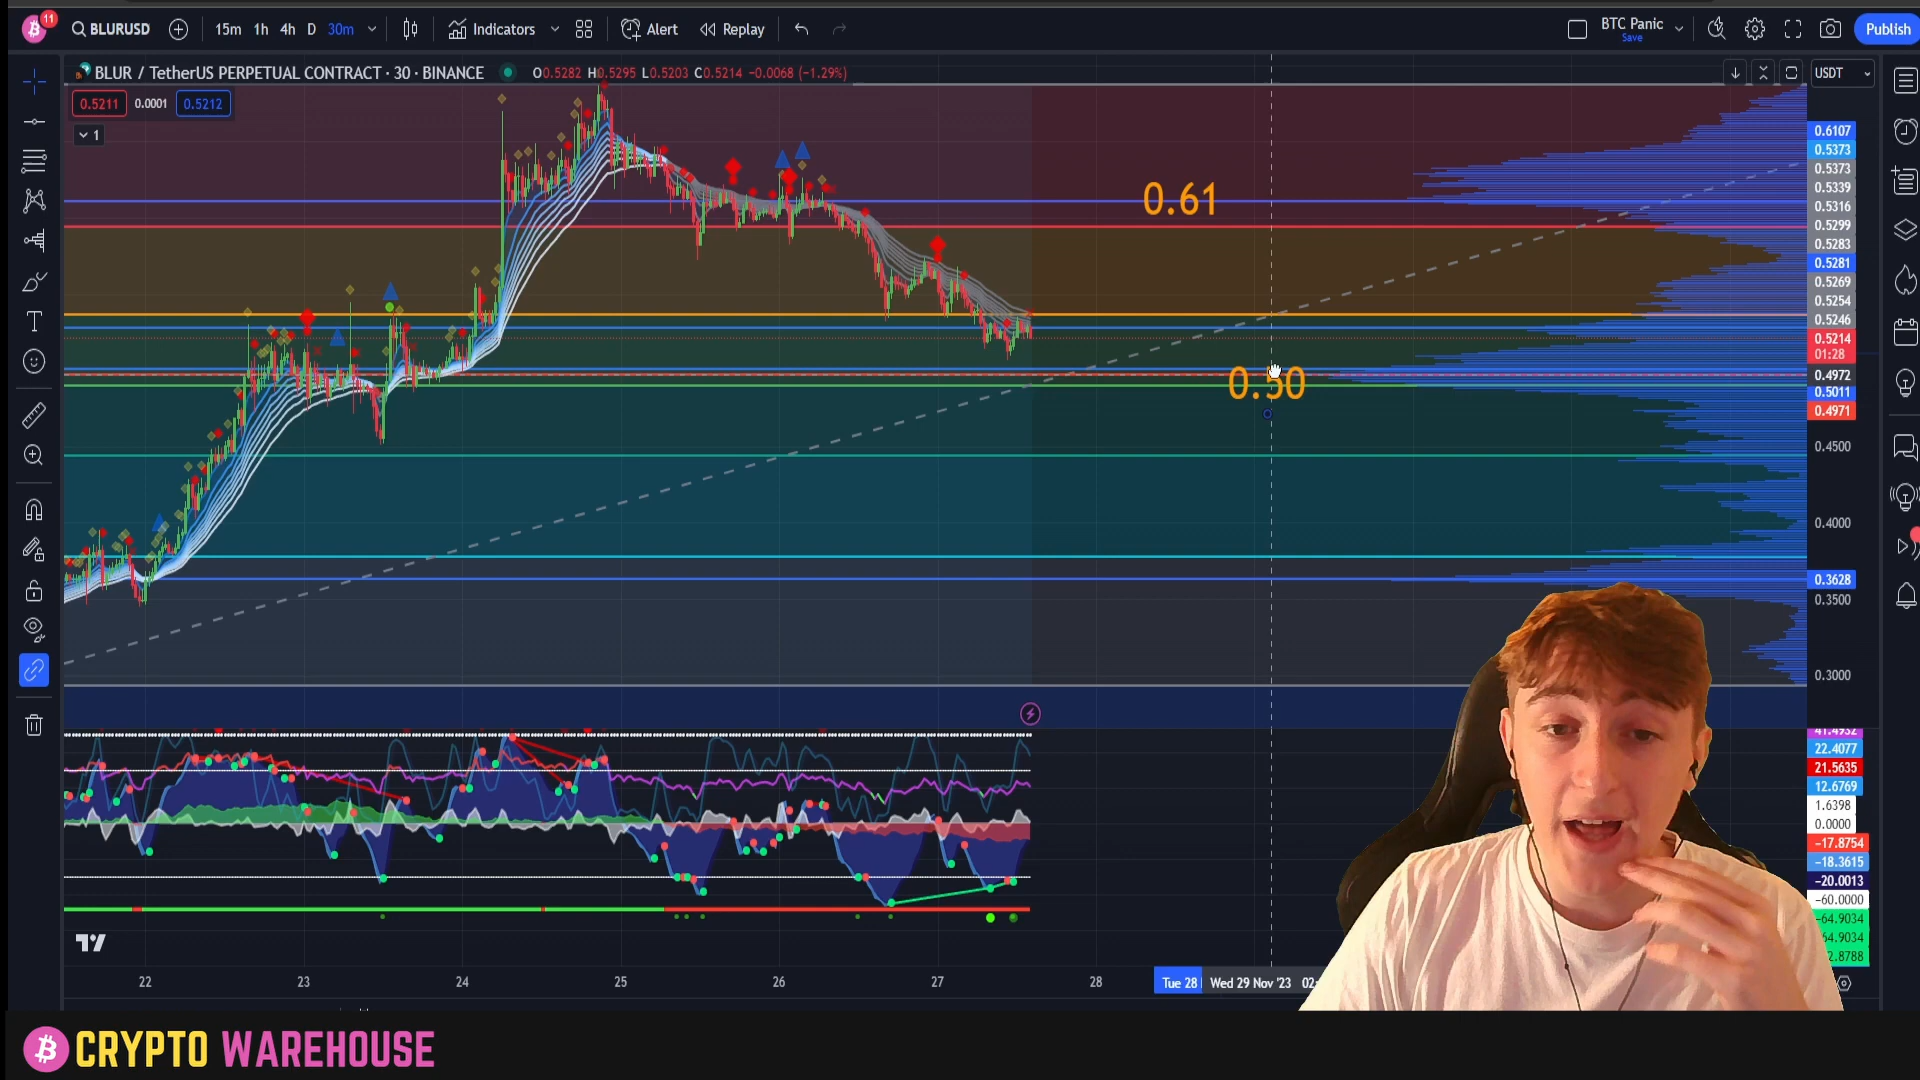 11
BLURUSD
15m 1h 4h D 30m
Indicators
Alert
Replay
BTC Panic
Save
Publish
BLUR / TetherUS PERPETUAL CONTRACT · 30 · BINANCE
O0.5282 H0.5295 L0.5203 C0.5214 −0.0068 (−1.29%)
USDT
0.5211 0.0001 0.5212
1
0.61
0.50
0.6107
0.5373
0.5373
0.5339
0.5316
0.5299
0.5283
0.5281
0.5269
0.5254
0.5246
0.5214
01:28
0.4972
0.5011
0.4971
0.4500
0.4000
0.3628
0.3500
0.3000
41.4932
22.4077
21.5635
12.6769
1.6398
0.0000
−17.8754
−18.3615
−20.0013
−60.0000
−64.9034
22 23 24 25 26 27 28 Tue 28 Wed 29 Nov '23
CRYPTO WAREHOUSE